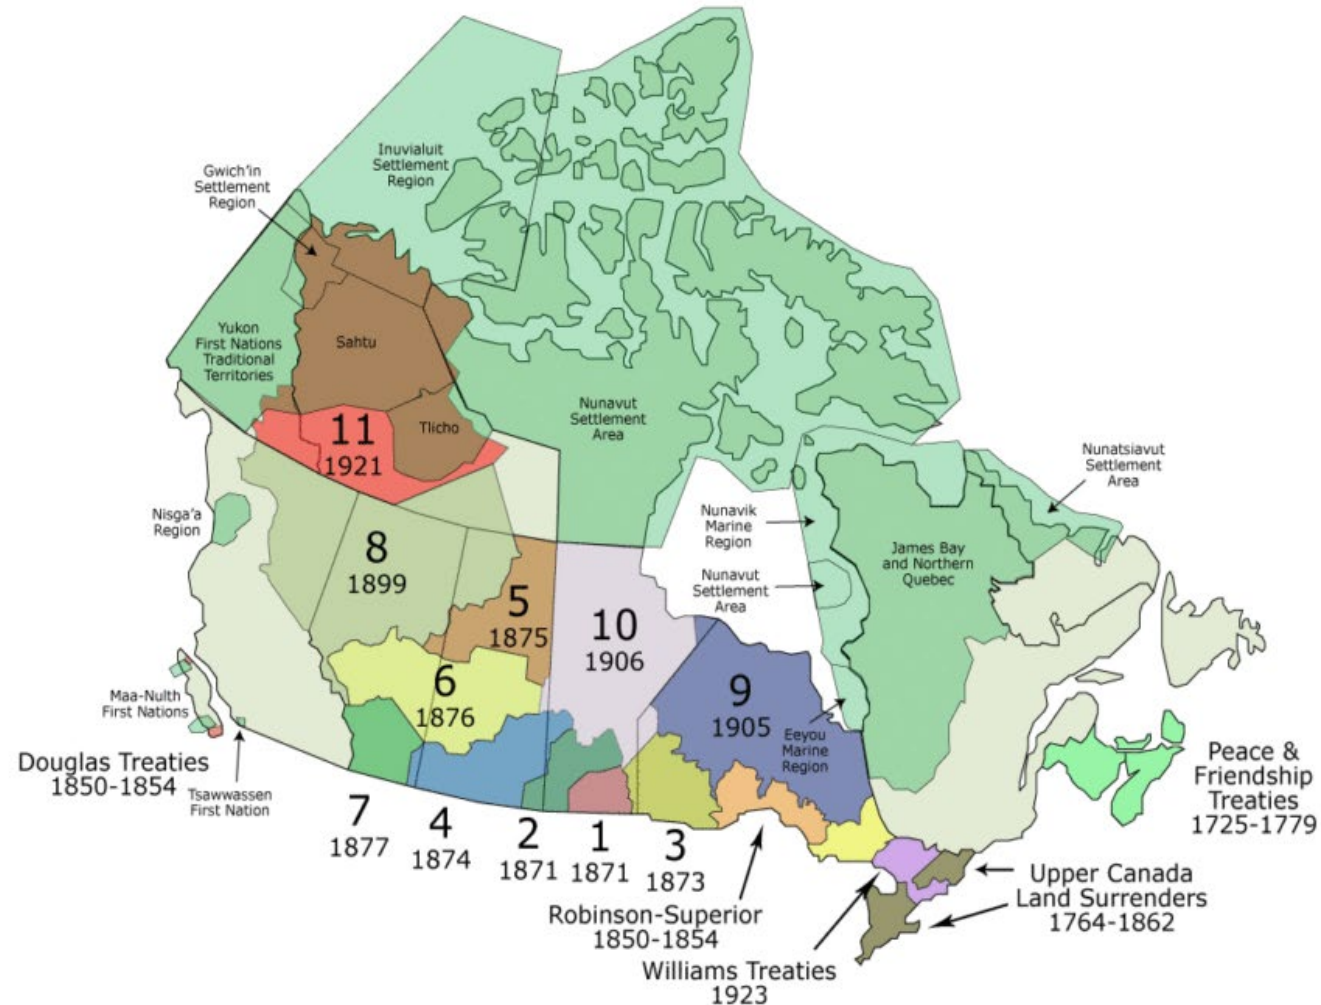 Inuvialuit
Settlement
Region
Gwich'in
Settlement
Region
Yukon
First Nations
Traditional
Territories
Sahtu
Tlicho
11
1921
Nunavut
Settlement
Area
Nunatsiavut
Settlement
Area
Nisga'a
Region
Nunavik
Marine
Region
Nunavut
Settlement
Area
James Bay
and Northern
Quebec
8
1899
5
1875
10
1906
6
1876
9
1905
Eeyou
Marine
Region
Maa-Nulth
First Nations
Douglas Treaties
1850-1854
Tsawwassen
First Nation
Peace &
Friendship
Treaties
1725-1779
7
1877
4
1874
2
1871
1
1871
3
1873
Robinson-Superior
1850-1854
Williams Treaties
1923
Upper Canada
Land Surrenders
1764-1862